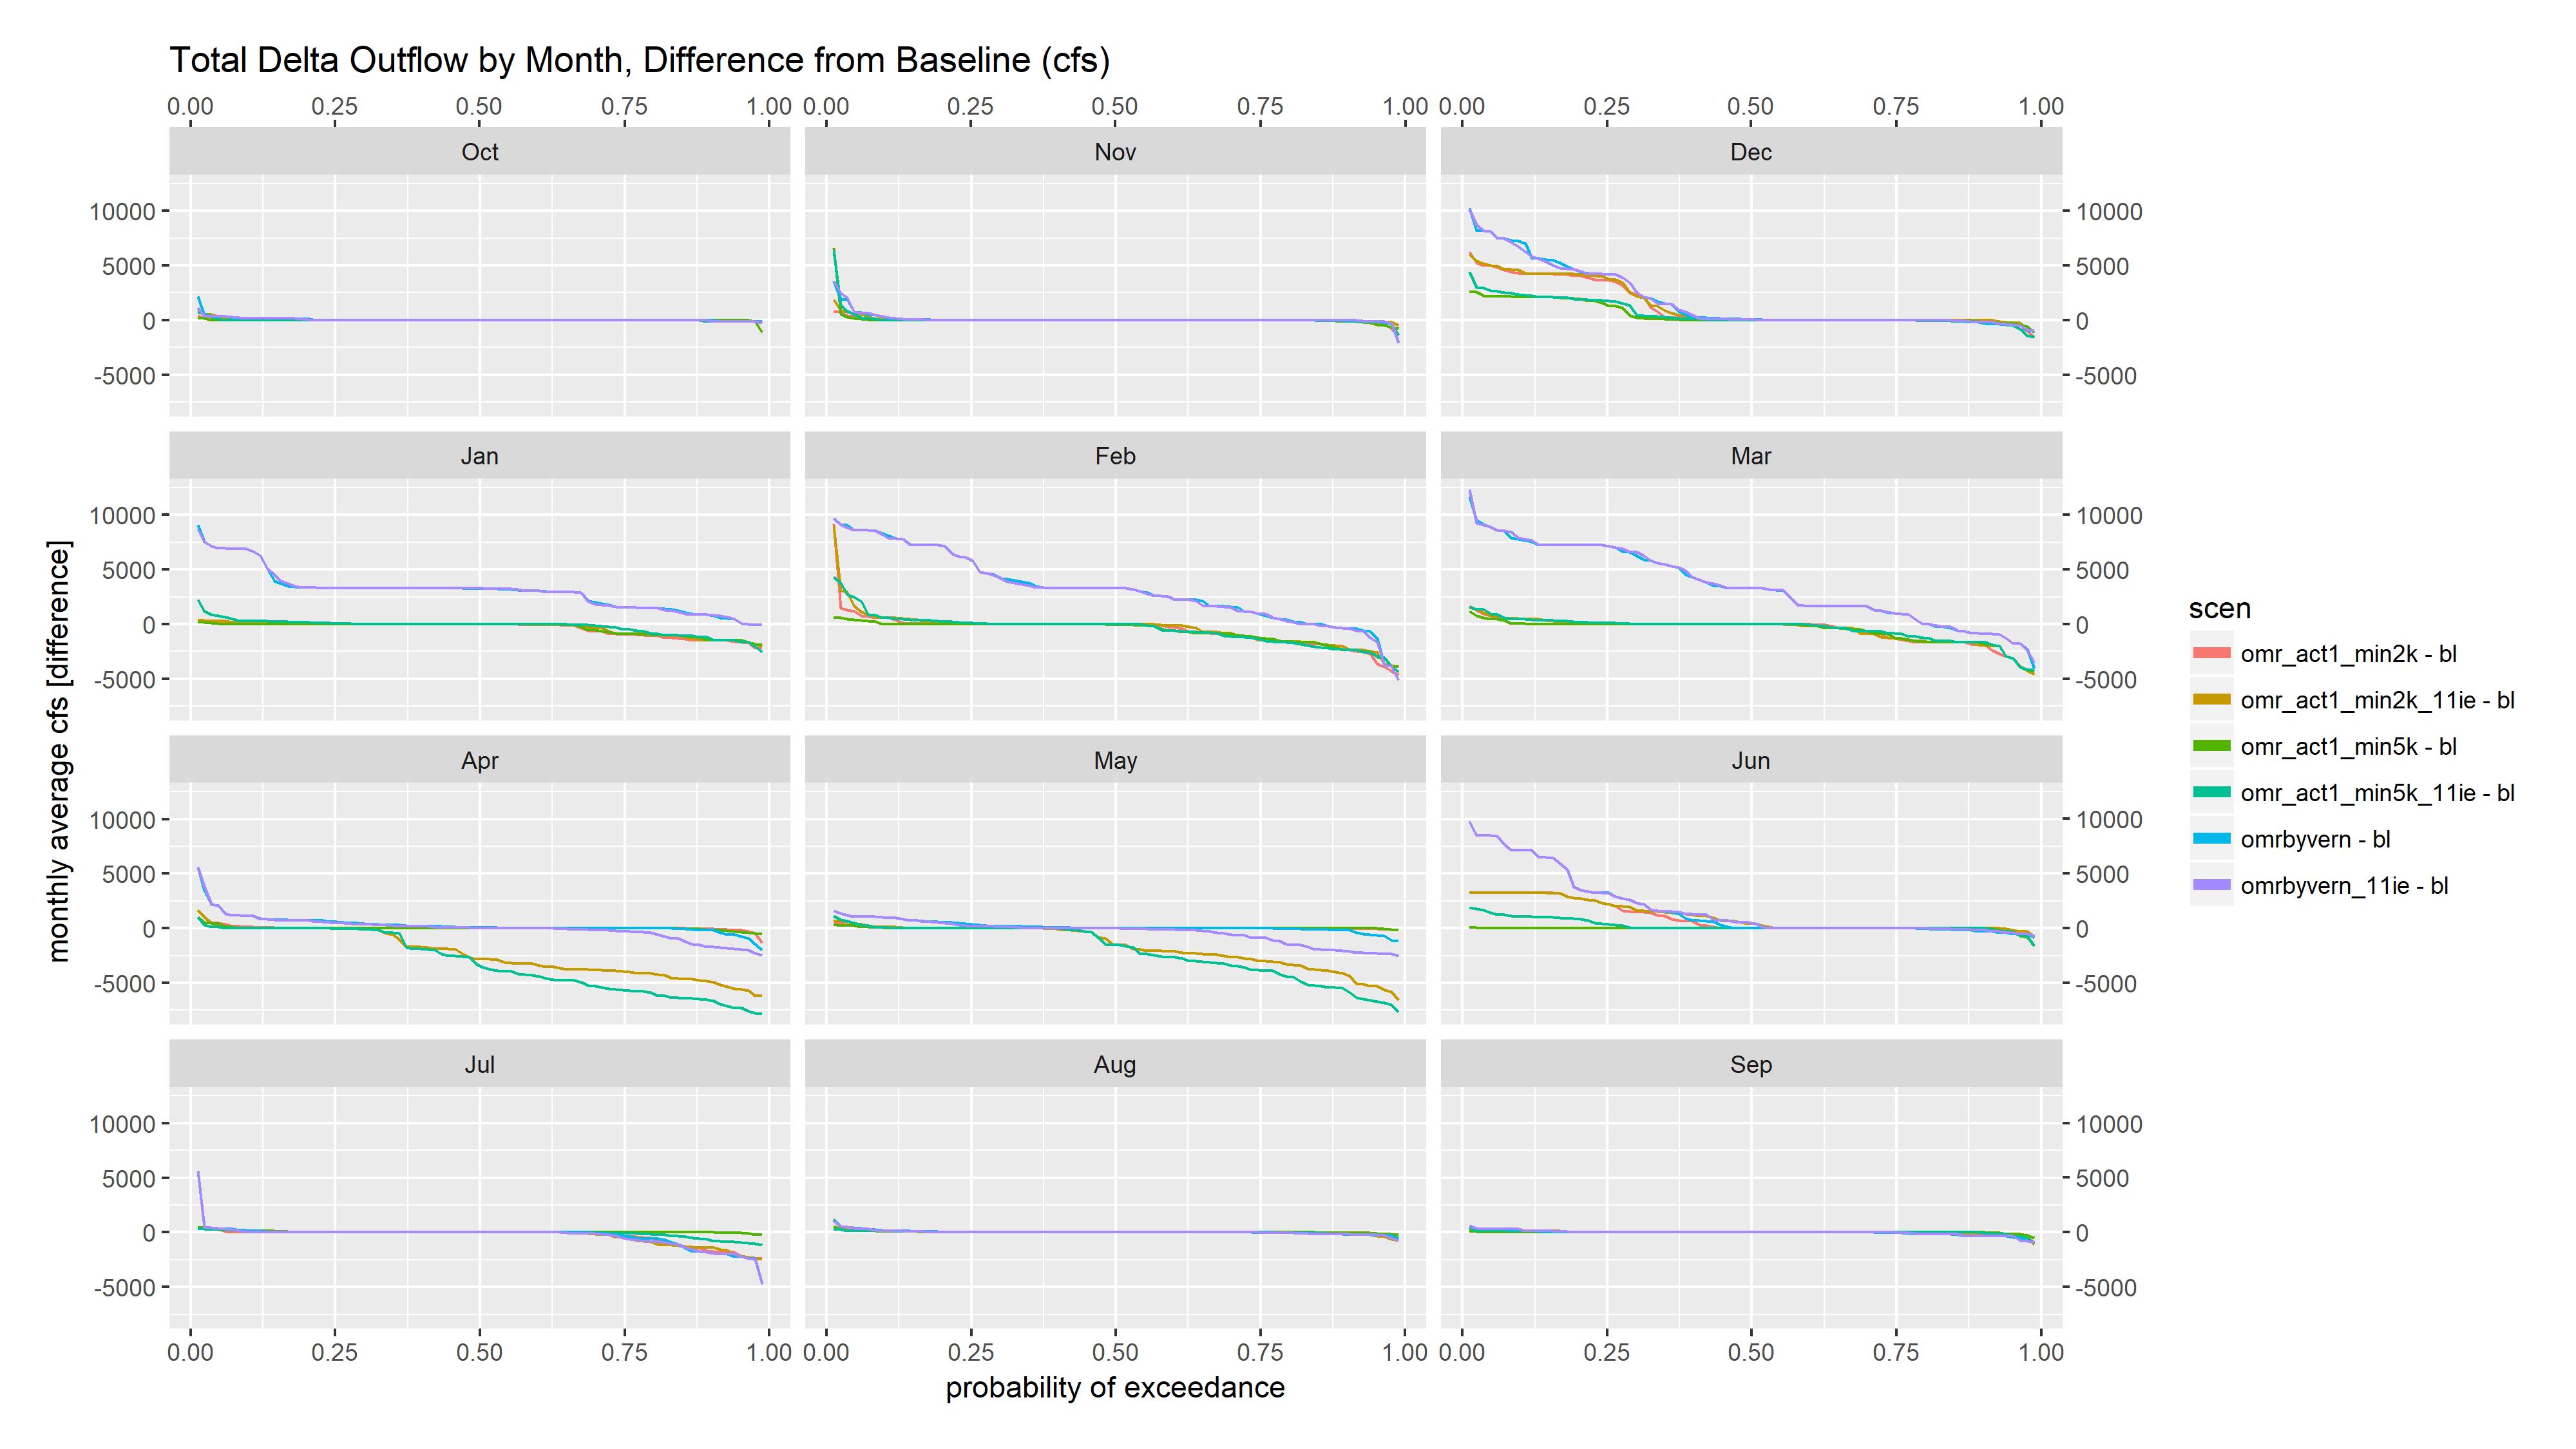 Total Delta Outflow by Month, Difference from Baseline (cfs)
0.00 0.25 0.50 0.75 1.00 0.00 0.25 0.50 0.75 1.00 0.00 0.25 0.50 0.75 1.00
Oct Nov Dec
10000 10000
5000 5000
0 0
-5000 -5000
Jan Feb Mar
10000 10000
5000 5000
0 0
-5000 -5000
Apr May Jun
10000 10000
5000 5000
0 0
-5000 -5000
Jul Aug Sep
10000 10000
5000 5000
0 0
-5000 -5000
0.00 0.25 0.50 0.75 1.00 0.00 0.25 0.50 0.75 1.00 0.00 0.25 0.50 0.75 1.00
probability of exceedance
monthly average cfs [difference]
scen
omr_act1_min2k - bl
omr_act1_min2k_11ie - bl
omr_act1_min5k - bl
omr_act1_min5k_11ie - bl
omrbyvern - bl
omrbyvern_11ie - bl